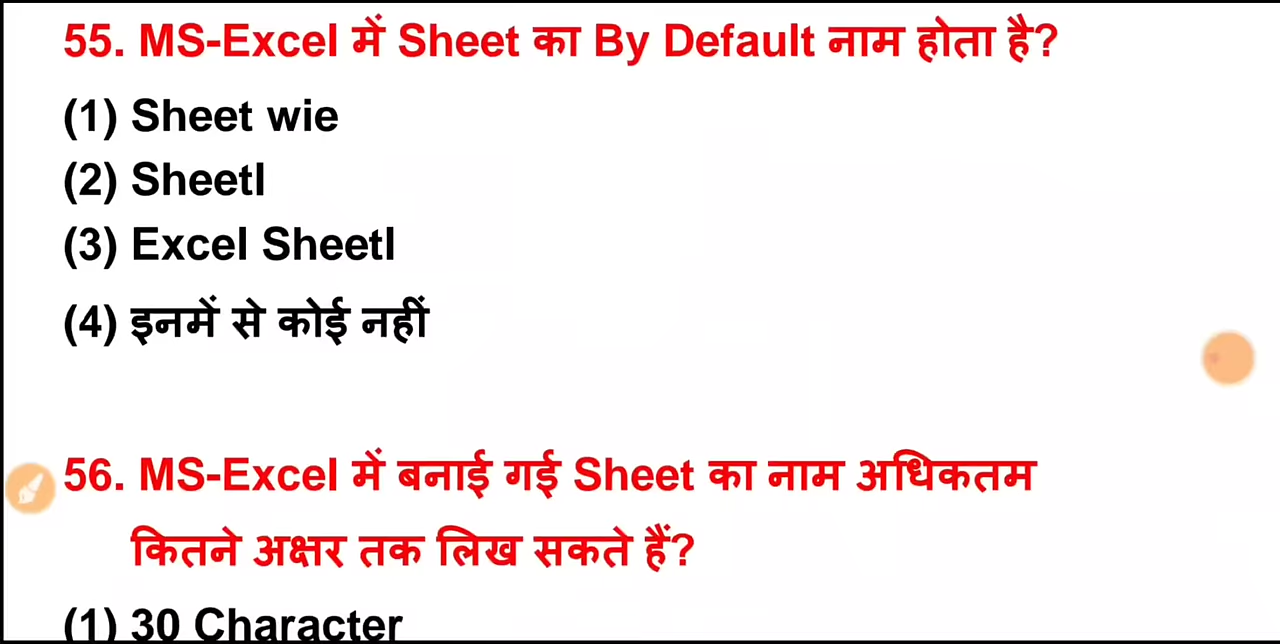 55. MS-Excel में Sheet का By Default नाम होता है?
(1) Sheet wie
(2) Sheetl
(3) Excel Sheetl
(4) इनमें से कोई नहीं
56. MS-Excel में बनाई गई Sheet का नाम अधिकतम
कितने अक्षर तक लिख सकते हैं?
(1) 30 Character